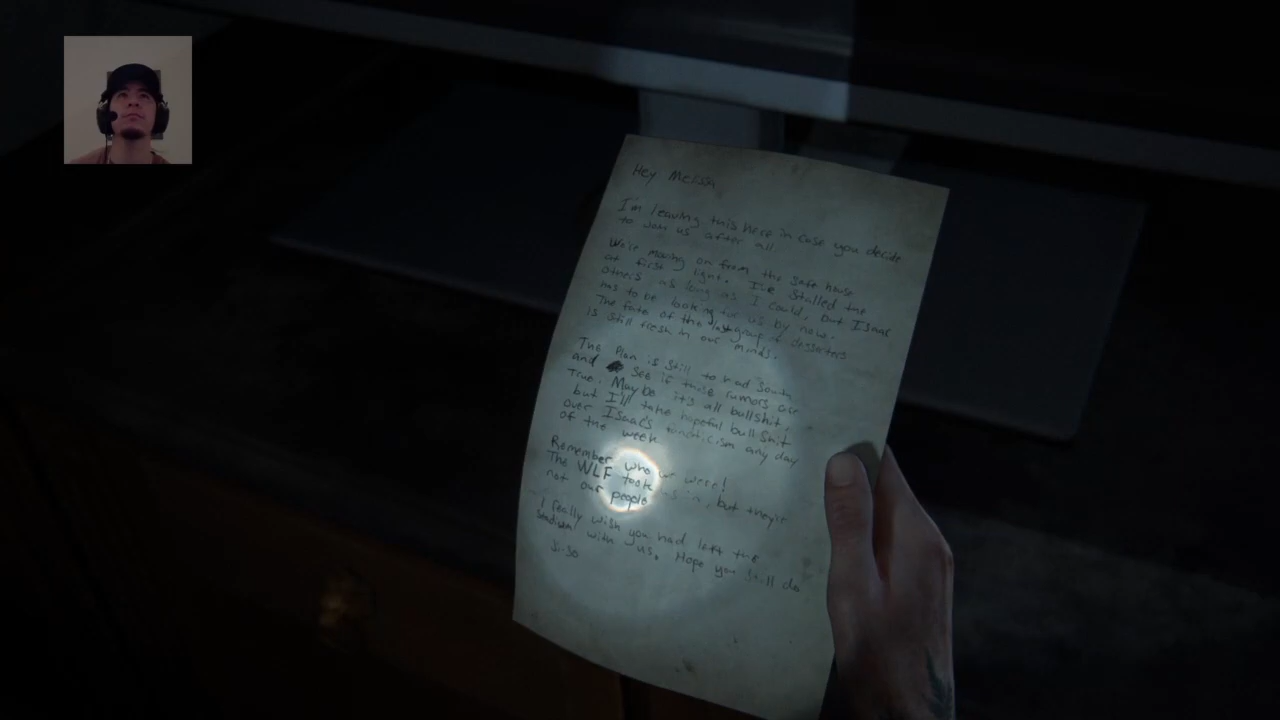 Hey Melissa
I'm leaving this here in case you decide
to join us after all.
We're moving on from the safe house
at first light. I've stalled the
others as long as I could, but Isaac
has to be looking for us by now.
The fate of the last group of desserters
is still fresh in our minds.
The Plan is still to head South
and see if those rumors are
true. Maybe it's all bullshit,
but I'll take hopeful bullshit
over Isaac's fanaticism any day
of the week
Remember who we were!
The WLF took us in, but they're
not our people
I really wish you had left the
stadium with us. Hope you still do